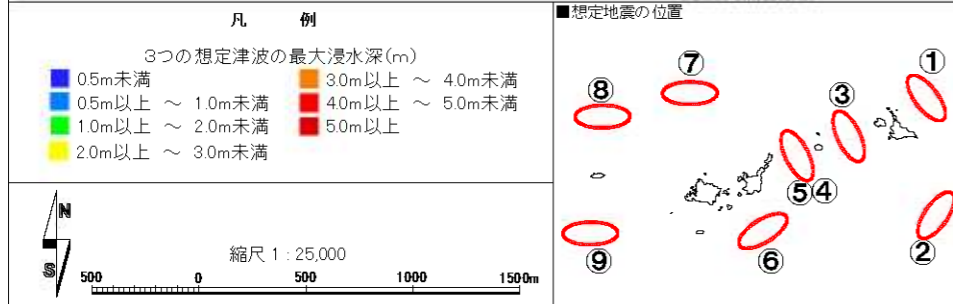 凡 例
3つの想定津波の最大浸水深(m)
0.5m未満
0.5m以上 ～ 1.0m未満
1.0m以上 ～ 2.0m未満
2.0m以上 ～ 3.0m未満
3.0m以上 ～ 4.0m未満
4.0m以上 ～ 5.0m未満
5.0m以上
N
S
縮尺 1：25,000
500 0 500 1000 1500m
■想定地震の位置
①
⑦
⑧
③
⑤④
②
⑨
⑥